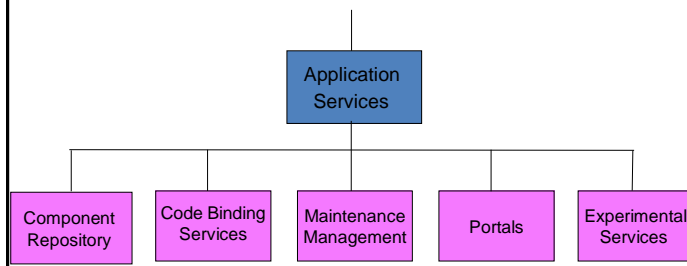 Application
Services
Component
Repository
Code Binding
Services
Maintenance
Management
Portals
Experimental
Services